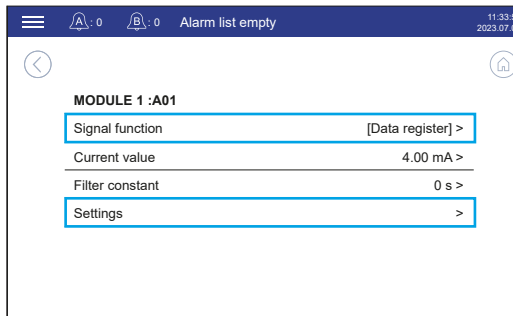 A : 0 B : 0 Alarm list empty 11:33:
2023.07.
MODULE 1 :A01
Signal function [Data register] >
Current value 4.00 mA >
Filter constant 0 s >
Settings >